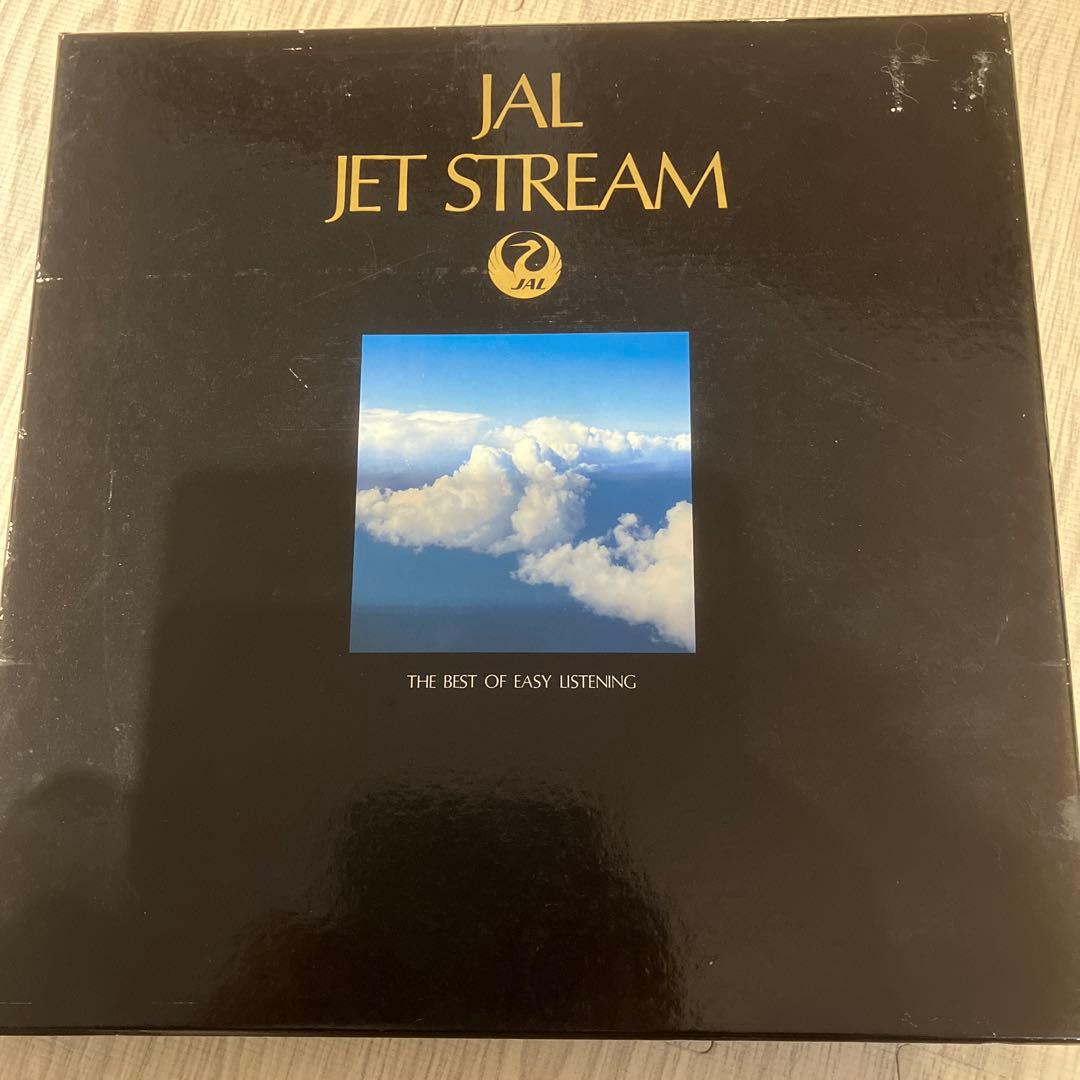 JAL
JET STREAM
JAL
THE BEST OF EASY LISTENING